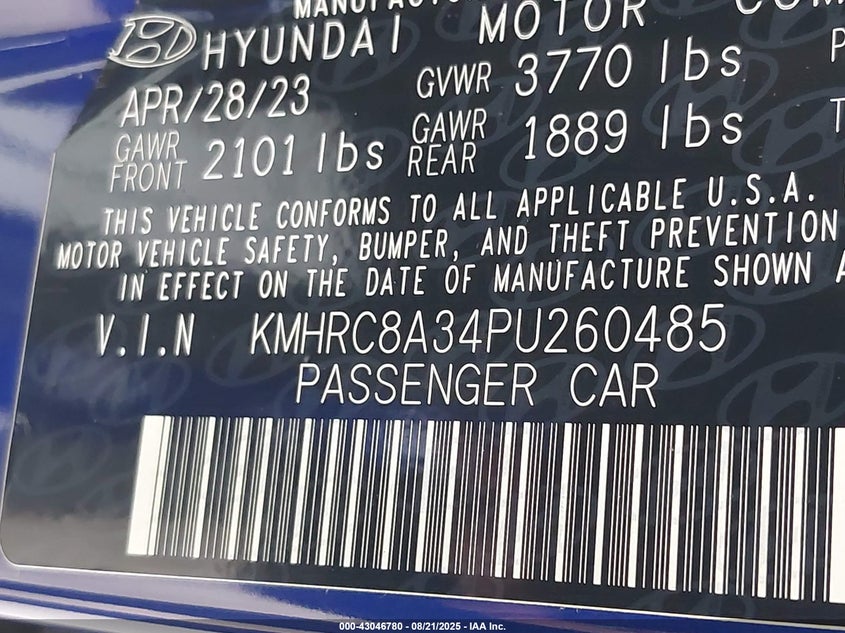 HYUNDAI MOTOR
APR/28/23 GVWR 3770 lbs
GAWR FRONT 2101 lbs GAWR REAR 1889 lbs
THIS VEHICLE CONFORMS TO ALL APPLICABLE U.S.A.
MOTOR VEHICLE SAFETY, BUMPER, AND THEFT PREVENTION
IN EFFECT ON THE DATE OF MANUFACTURE SHOWN
V.I.N KMHRC8A34PU260485
PASSENGER CAR
000-43046780 - 08/21/2025 - IAA Inc.